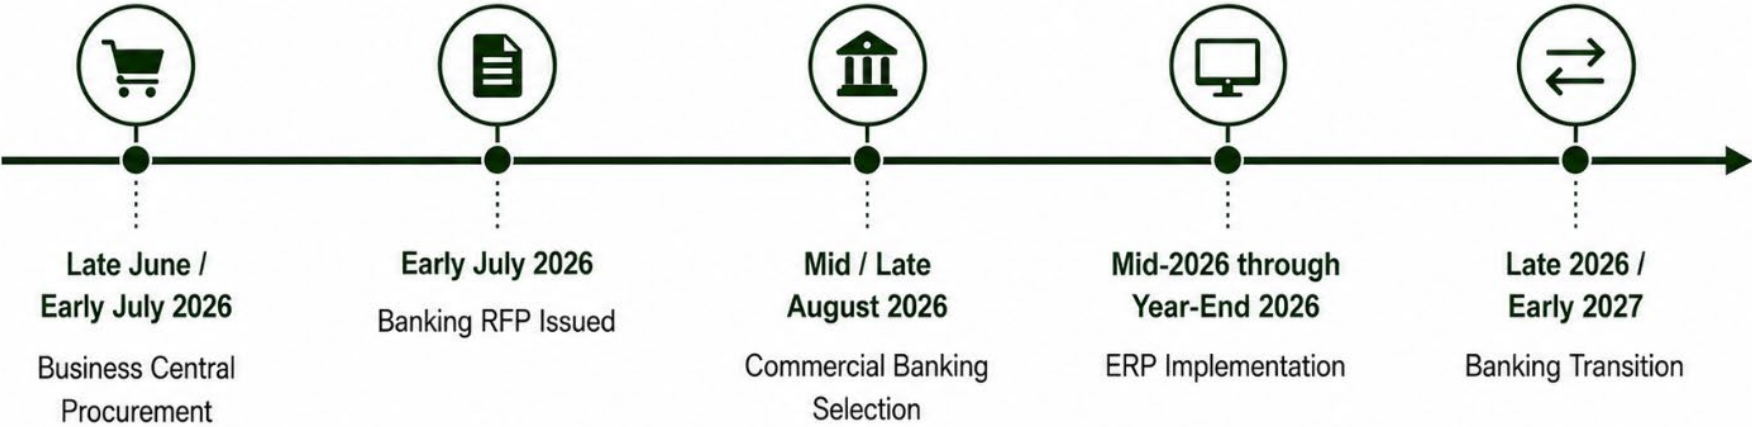 Late June /
Early July 2026
Business Central
Procurement
Early July 2026
Banking RFP Issued
Mid / Late
August 2026
Commercial Banking
Selection
Mid-2026 through
Year-End 2026
ERP Implementation
Late 2026 /
Early 2027
Banking Transition